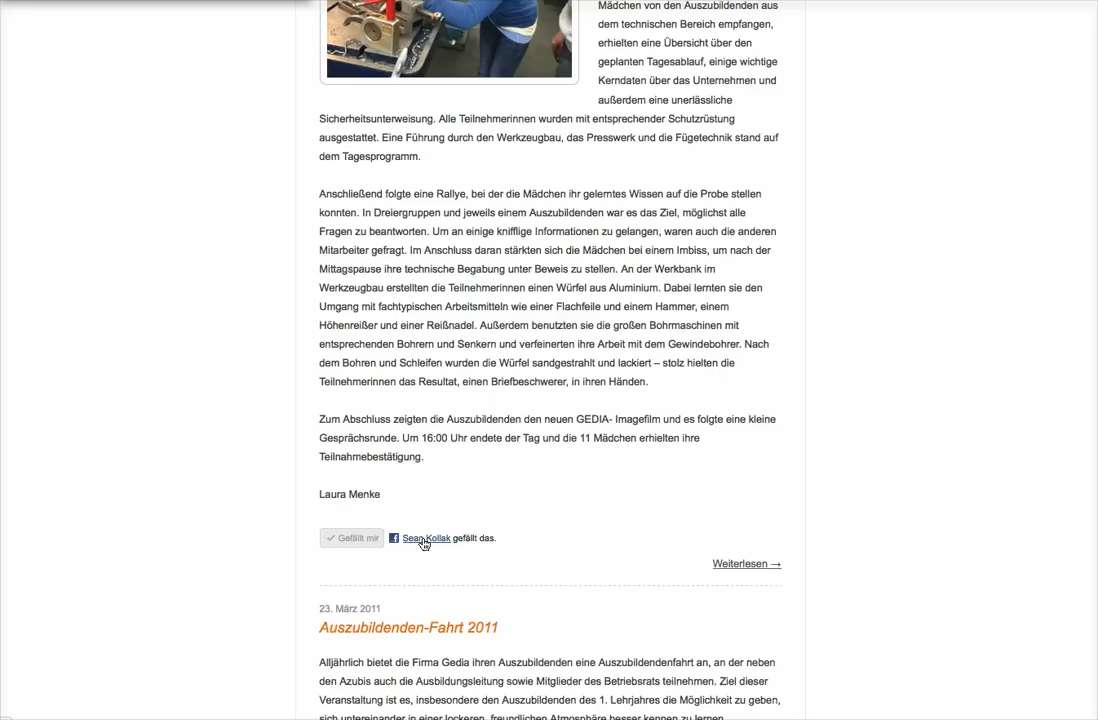 Mädchen von den Auszubildenden aus
dem technischen Bereich empfangen,
erhielten eine Übersicht über den
geplanten Tagesablauf, einige wichtige
Kerndaten über das Unternehmen und
außerdem eine unerlässliche
Sicherheitsunterweisung. Alle Teilnehmerinnen wurden mit entsprechender Schutzrüstung
ausgestattet. Eine Führung durch den Werkzeugbau, das Presswerk und die Fügetechnik stand auf
dem Tagesprogramm.
Anschließend folgte eine Rallye, bei der die Mädchen ihr gelerntes Wissen auf die Probe stellen
konnten. In Dreiergruppen und jeweils einem Auszubildenden war es das Ziel, möglichst alle
Fragen zu beantworten. Um an einige knifflige Informationen zu gelangen, waren auch die anderen
Mitarbeiter gefragt. Im Anschluss daran stärkten sich die Mädchen bei einem Imbiss, um nach der
Mittagspause ihre technische Begabung unter Beweis zu stellen. An der Werkbank im
Werkzeugbau erstellten die Teilnehmerinnen einen Würfel aus Aluminium. Dabei lernten sie den
Umgang mit fachtypischen Arbeitsmitteln wie einer Flachfeile und einem Hammer, einem
Höhenreißer und einer Reißnadel. Außerdem benutzten sie die großen Bohrmaschinen mit
entsprechenden Bohrern und Senkern und verfeinerten ihre Arbeit mit dem Gewindebohrer. Nach
dem Bohren und Schleifen wurden die Würfel sandgestrahlt und lackiert – stolz hielten die
Teilnehmerinnen das Resultat, einen Briefbeschwerer, in ihren Händen.
Zum Abschluss zeigten die Auszubildenden den neuen GEDIA- Imagefilm und es folgte eine kleine
Gesprächsrunde. Um 16:00 Uhr endete der Tag und die 11 Mädchen erhielten ihre
Teilnahmebestätigung.
Laura Menke
Gefällt mir Sean Kollak gefällt das.
Weiterlesen →
23. März 2011
Auszubildenden-Fahrt 2011
Alljährlich bietet die Firma Gedia ihren Auszubildenden eine Auszubildendenfahrt an, an der neben
den Azubis auch die Ausbildungsleitung sowie Mitglieder des Betriebsrats teilnehmen. Ziel dieser
Veranstaltung ist es, insbesondere den Auszubildenden des 1. Lehrjahres die Möglichkeit zu geben,
sich untereinander in einer lockeren, freundlichen Atmosphäre besser kennen zu lernen.